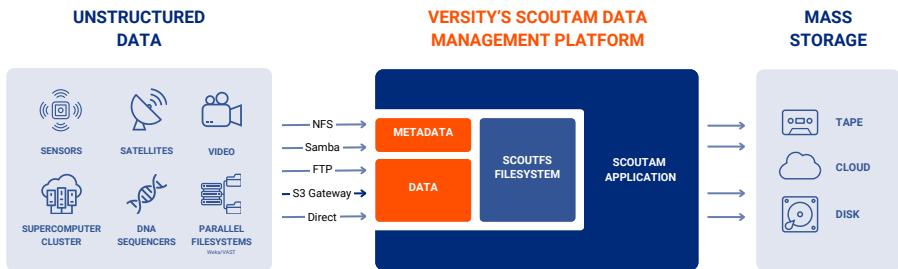 UNSTRUCTURED
DATA
VERSITY'S SCOUTAM DATA
MANAGEMENT PLATFORM
MASS
STORAGE
SENSORS
SATELLITES
VIDEO
SUPERCOMPUTER
CLUSTER
DNA
SEQUENCERS
PARALLEL
FILESYSTEMS
Weka/VAST
NFS
Samba
FTP
S3 Gateway
Direct
METADATA
DATA
SCOUTFS
FILESYSTEM
SCOUTAM
APPLICATION
TAPE
CLOUD
DISK